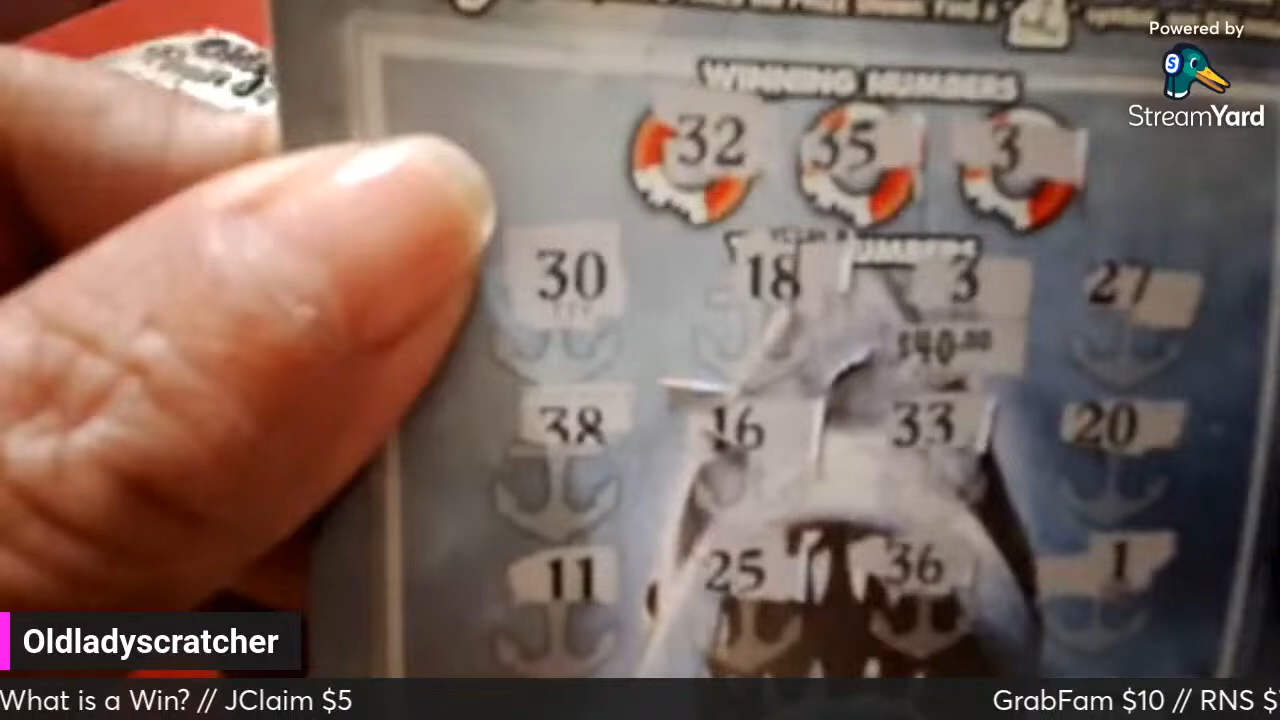 Powered by
StreamYard
WINNING NUMBERS
32 35 3
NUMBERS
30 18 3 27
$40.00
38 16 33 20
11 25 36 1
Oldladyscratcher
What is a Win? // JClaim $5
GrabFam $10 // RNS $